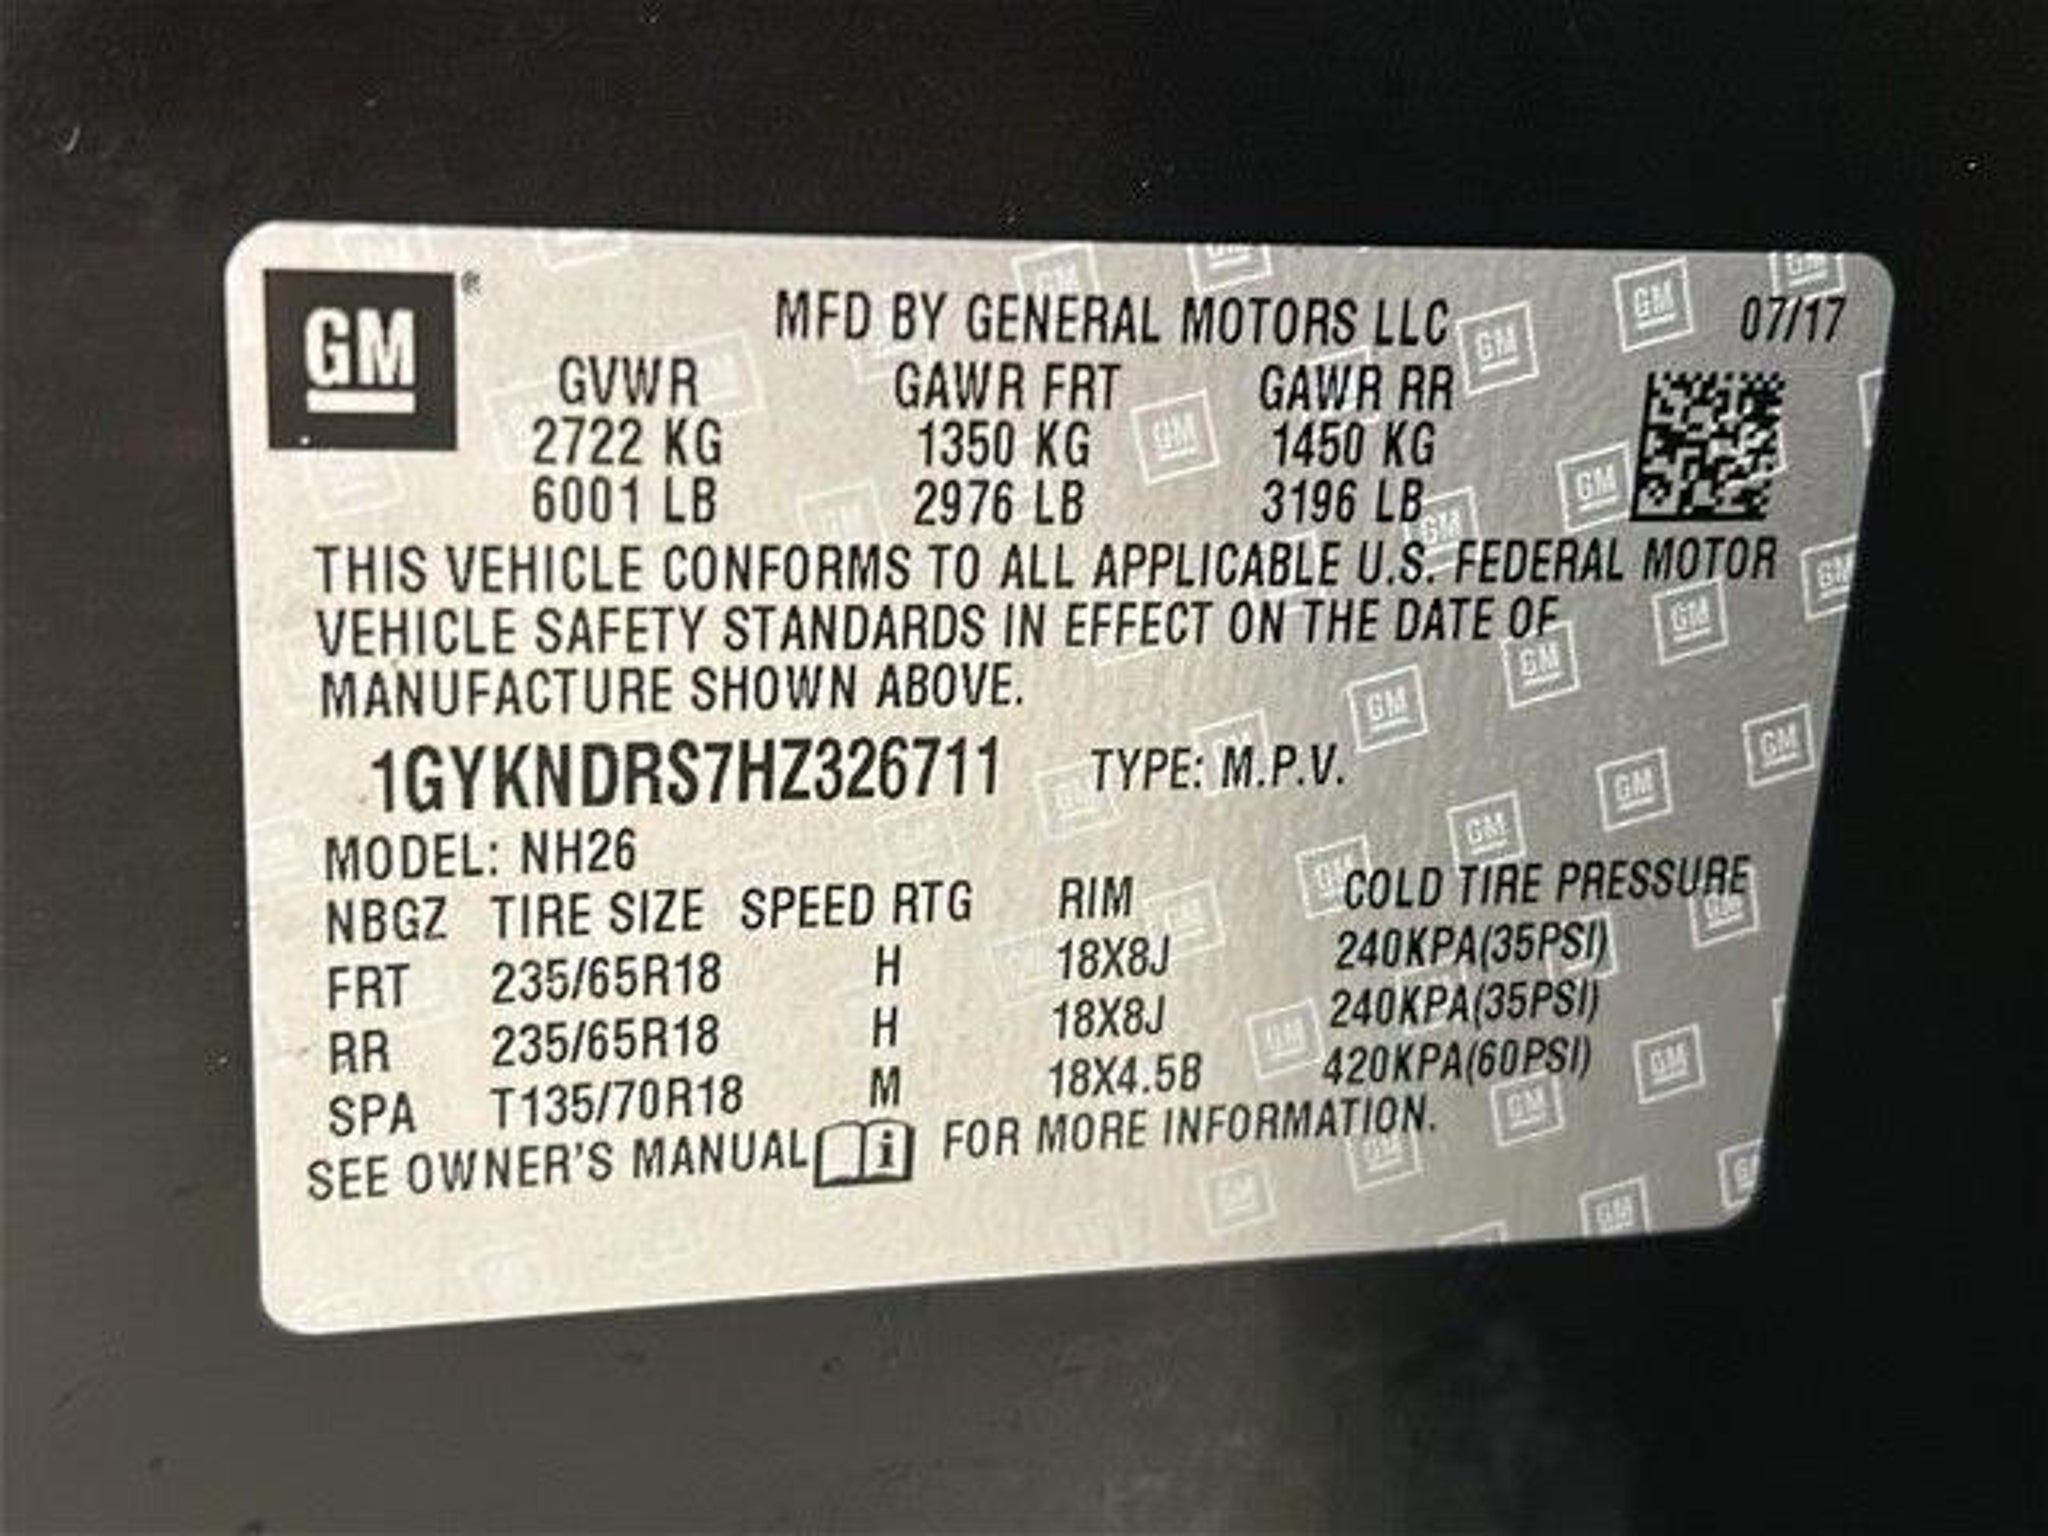 GM®
MFD BY GENERAL MOTORS LLC 07/17
GVWR GAWR FRT GAWR RR
2722 KG 1350 KG 1450 KG
6001 LB 2976 LB 3196 LB
THIS VEHICLE CONFORMS TO ALL APPLICABLE U.S. FEDERAL MOTOR
VEHICLE SAFETY STANDARDS IN EFFECT ON THE DATE OF
MANUFACTURE SHOWN ABOVE.
1GYKNDRS7HZ326711 TYPE: M.P.V.
MODEL: NH26
NBGZ TIRE SIZE SPEED RTG RIM COLD TIRE PRESSURE
FRT 235/65R18 H 18X8J 240KPA(35PSI)
RR 235/65R18 H 18X8J 240KPA(35PSI)
SPA T135/70R18 M 18X4.5B 420KPA(60PSI)
SEE OWNER'S MANUAL i FOR MORE INFORMATION.